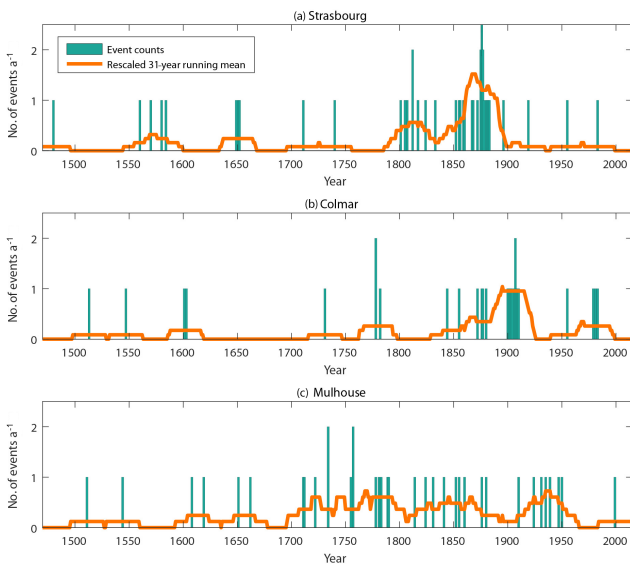 (a) Strasbourg
No. of events a-1
2
1
0
Event counts
Rescaled 31-year running mean
1500 1550 1600 1650 1700 1750 1800 1850 1900 1950 2000
Year
(b) Colmar
No. of events a-1
2
1
0
1500 1550 1600 1650 1700 1750 1800 1850 1900 1950 2000
Year
(c) Mulhouse
No. of events a-1
2
1
0
1500 1550 1600 1650 1700 1750 1800 1850 1900 1950 2000
Year